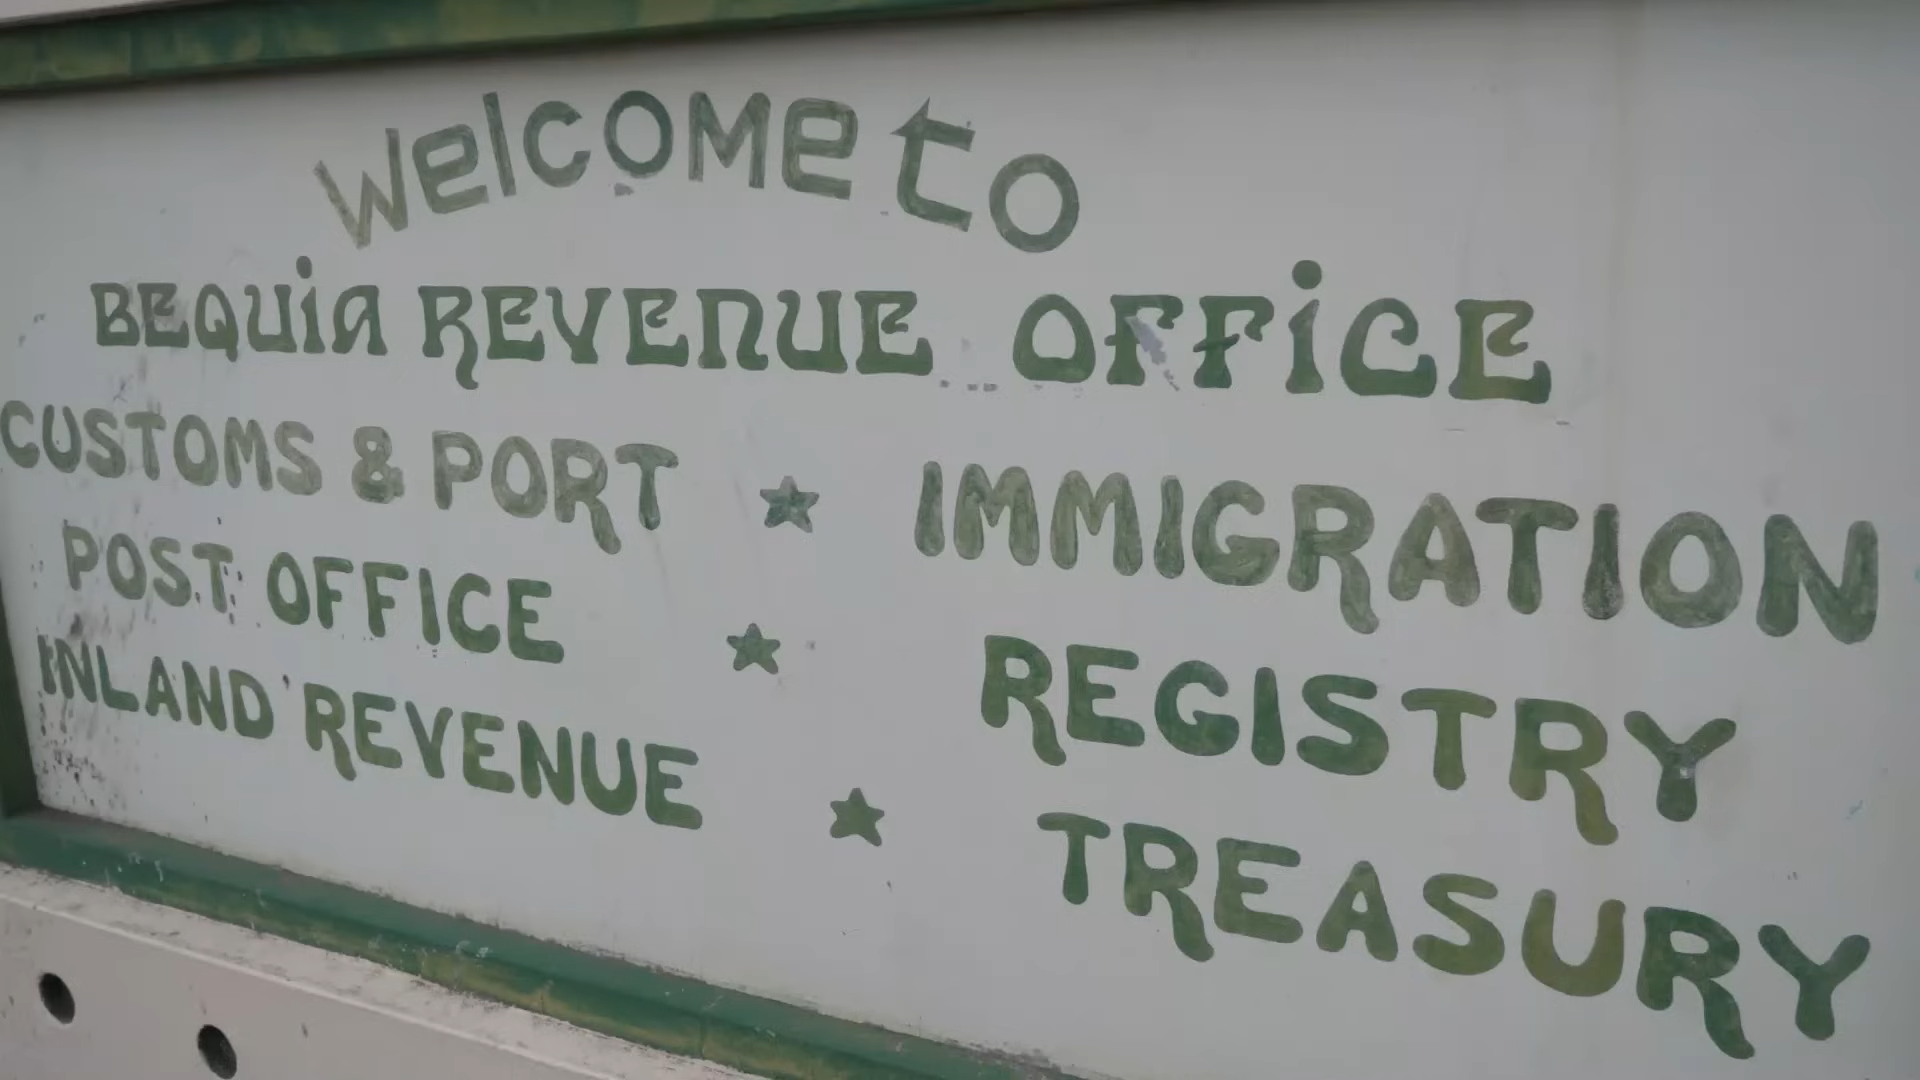 Welcome to
BEQUiA REVENUE OFFiCE
CUSTOMS & PORT ★ IMMIGRATION
POST OFFICE ★ REGISTRY
INLAND REVENUE ★ TREASURY